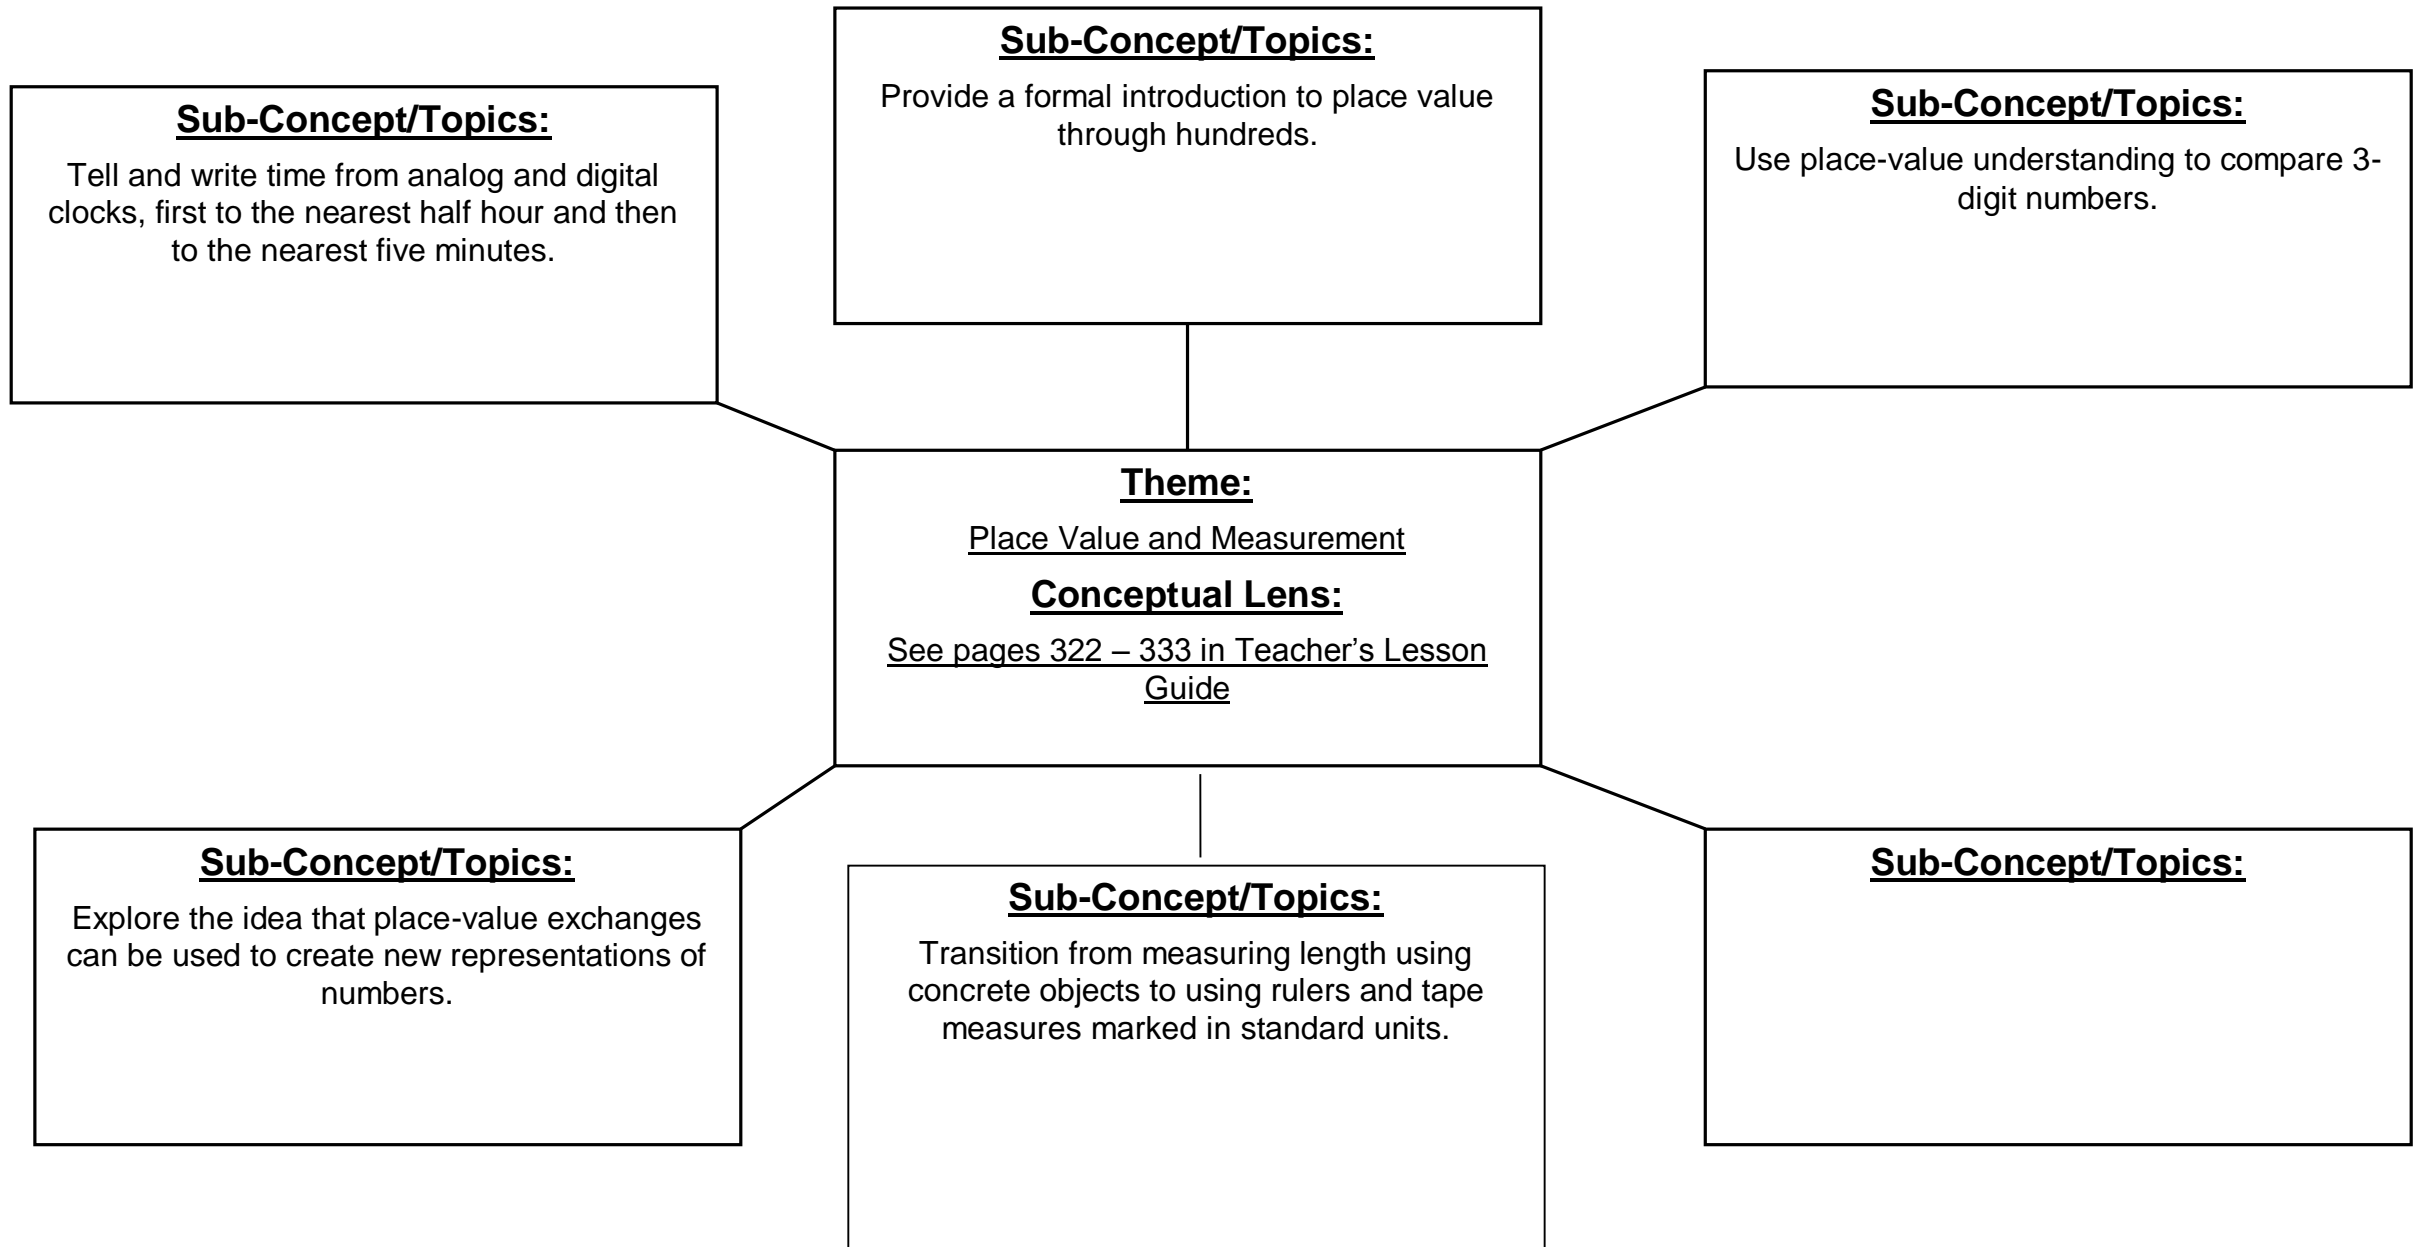 Sub-Concept/Topics:
Tell and write time from analog and digital
clocks, first to the nearest half hour and then
to the nearest five minutes.
Sub-Concept/Topics:
Provide a formal introduction to place value
through hundreds.
Sub-Concept/Topics:
Use place-value understanding to compare 3-
digit numbers.
Theme:
Place Value and Measurement
Conceptual Lens:
See pages 322 – 333 in Teacher’s Lesson
Guide
Sub-Concept/Topics:
Explore the idea that place-value exchanges
can be used to create new representations of
numbers.
Sub-Concept/Topics:
Transition from measuring length using
concrete objects to using rulers and tape
measures marked in standard units.
Sub-Concept/Topics: